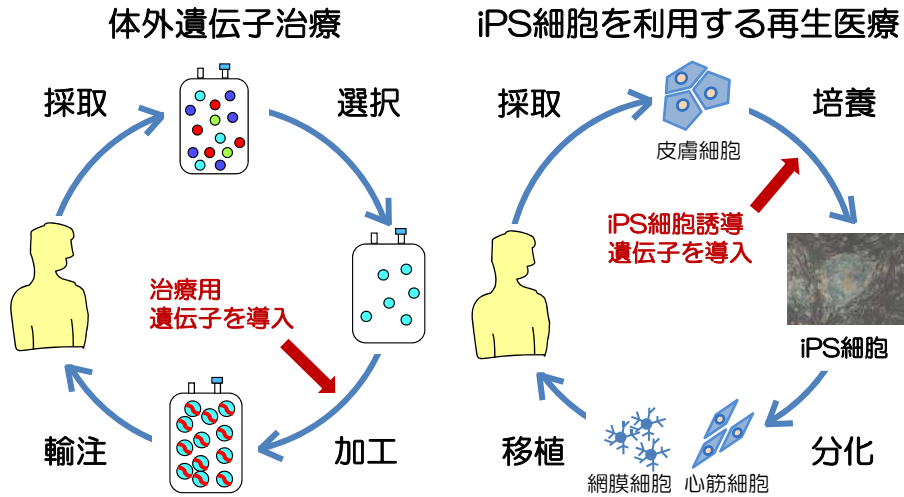 体外遺伝子治療
採取
選択
治療用
遺伝子を導入
輸注
加工
iPS細胞を利用する再生医療
採取
培養
皮膚細胞
iPS細胞誘導
遺伝子を導入
iPS細胞
移植
分化
網膜細胞
心筋細胞